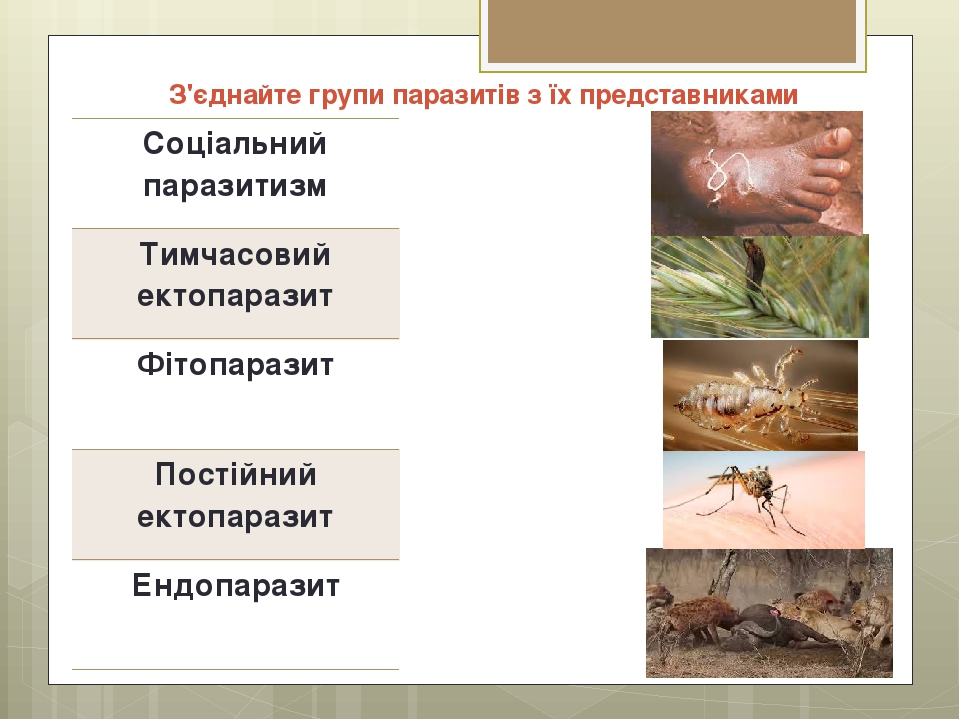 З'єднайте групи паразитів з їх представниками
Соціальний
паразитизм
Тимчасовий
ектопаразит
Фітопаразит
Постійний
ектопаразит
Ендопаразит